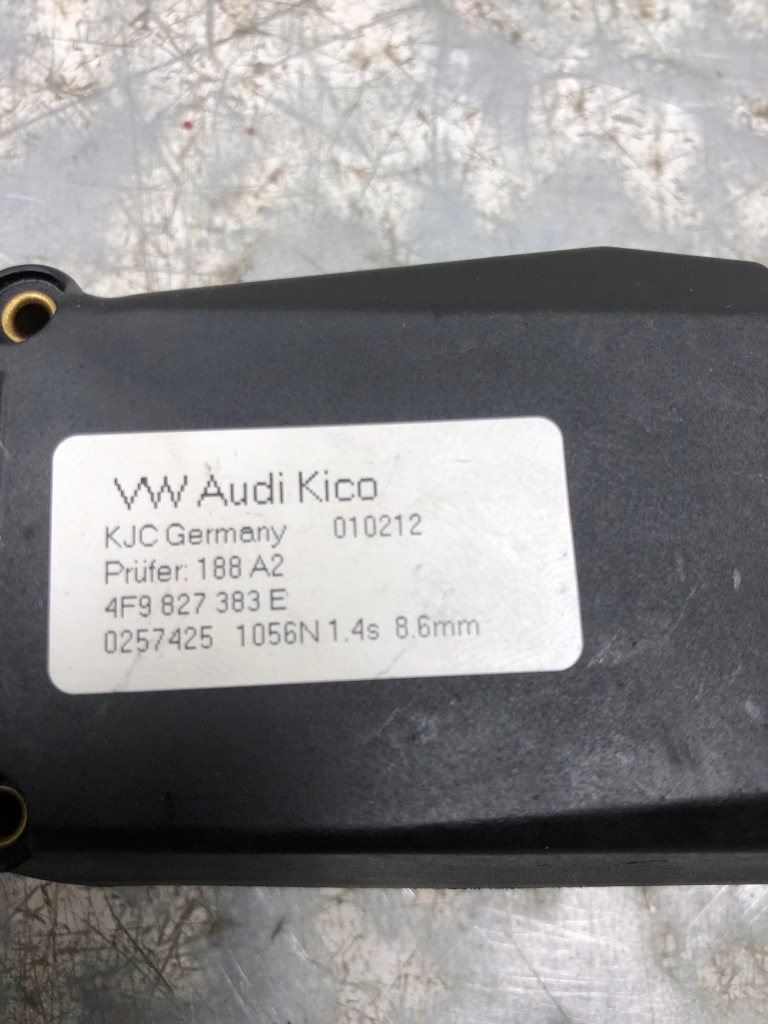 VW Audi Kico
KJC Germany 010212
Prüfer: 188 A2
4F9 827 383 E
0257425 1056N 1.4s 8.6mm